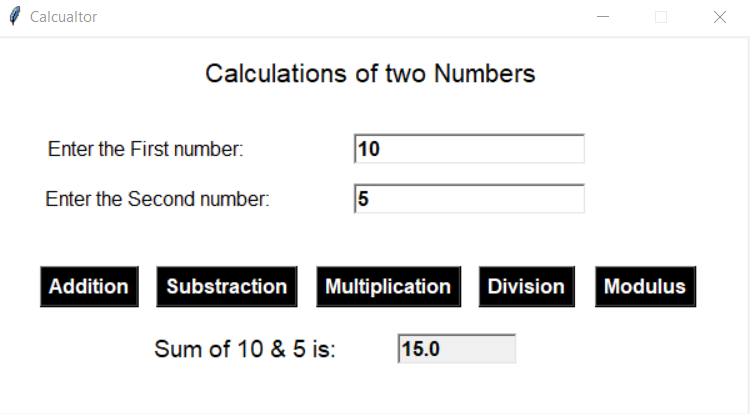 Calcualtor
Calculations of two Numbers
Enter the First number: 10
Enter the Second number: 5
Addition Substraction Multiplication Division Modulus
Sum of 10 & 5 is: 15.0